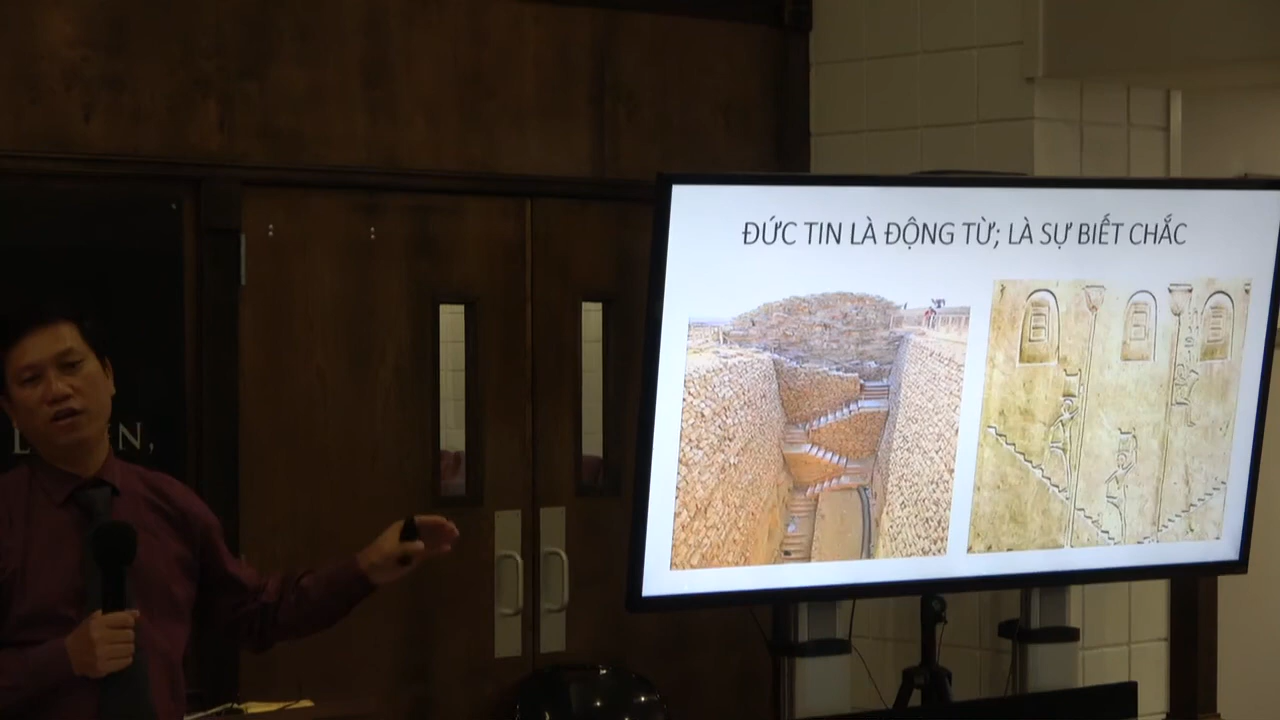 ĐỨC TIN LÀ ĐỘNG TỪ; LÀ SỰ BIẾT CHẮC